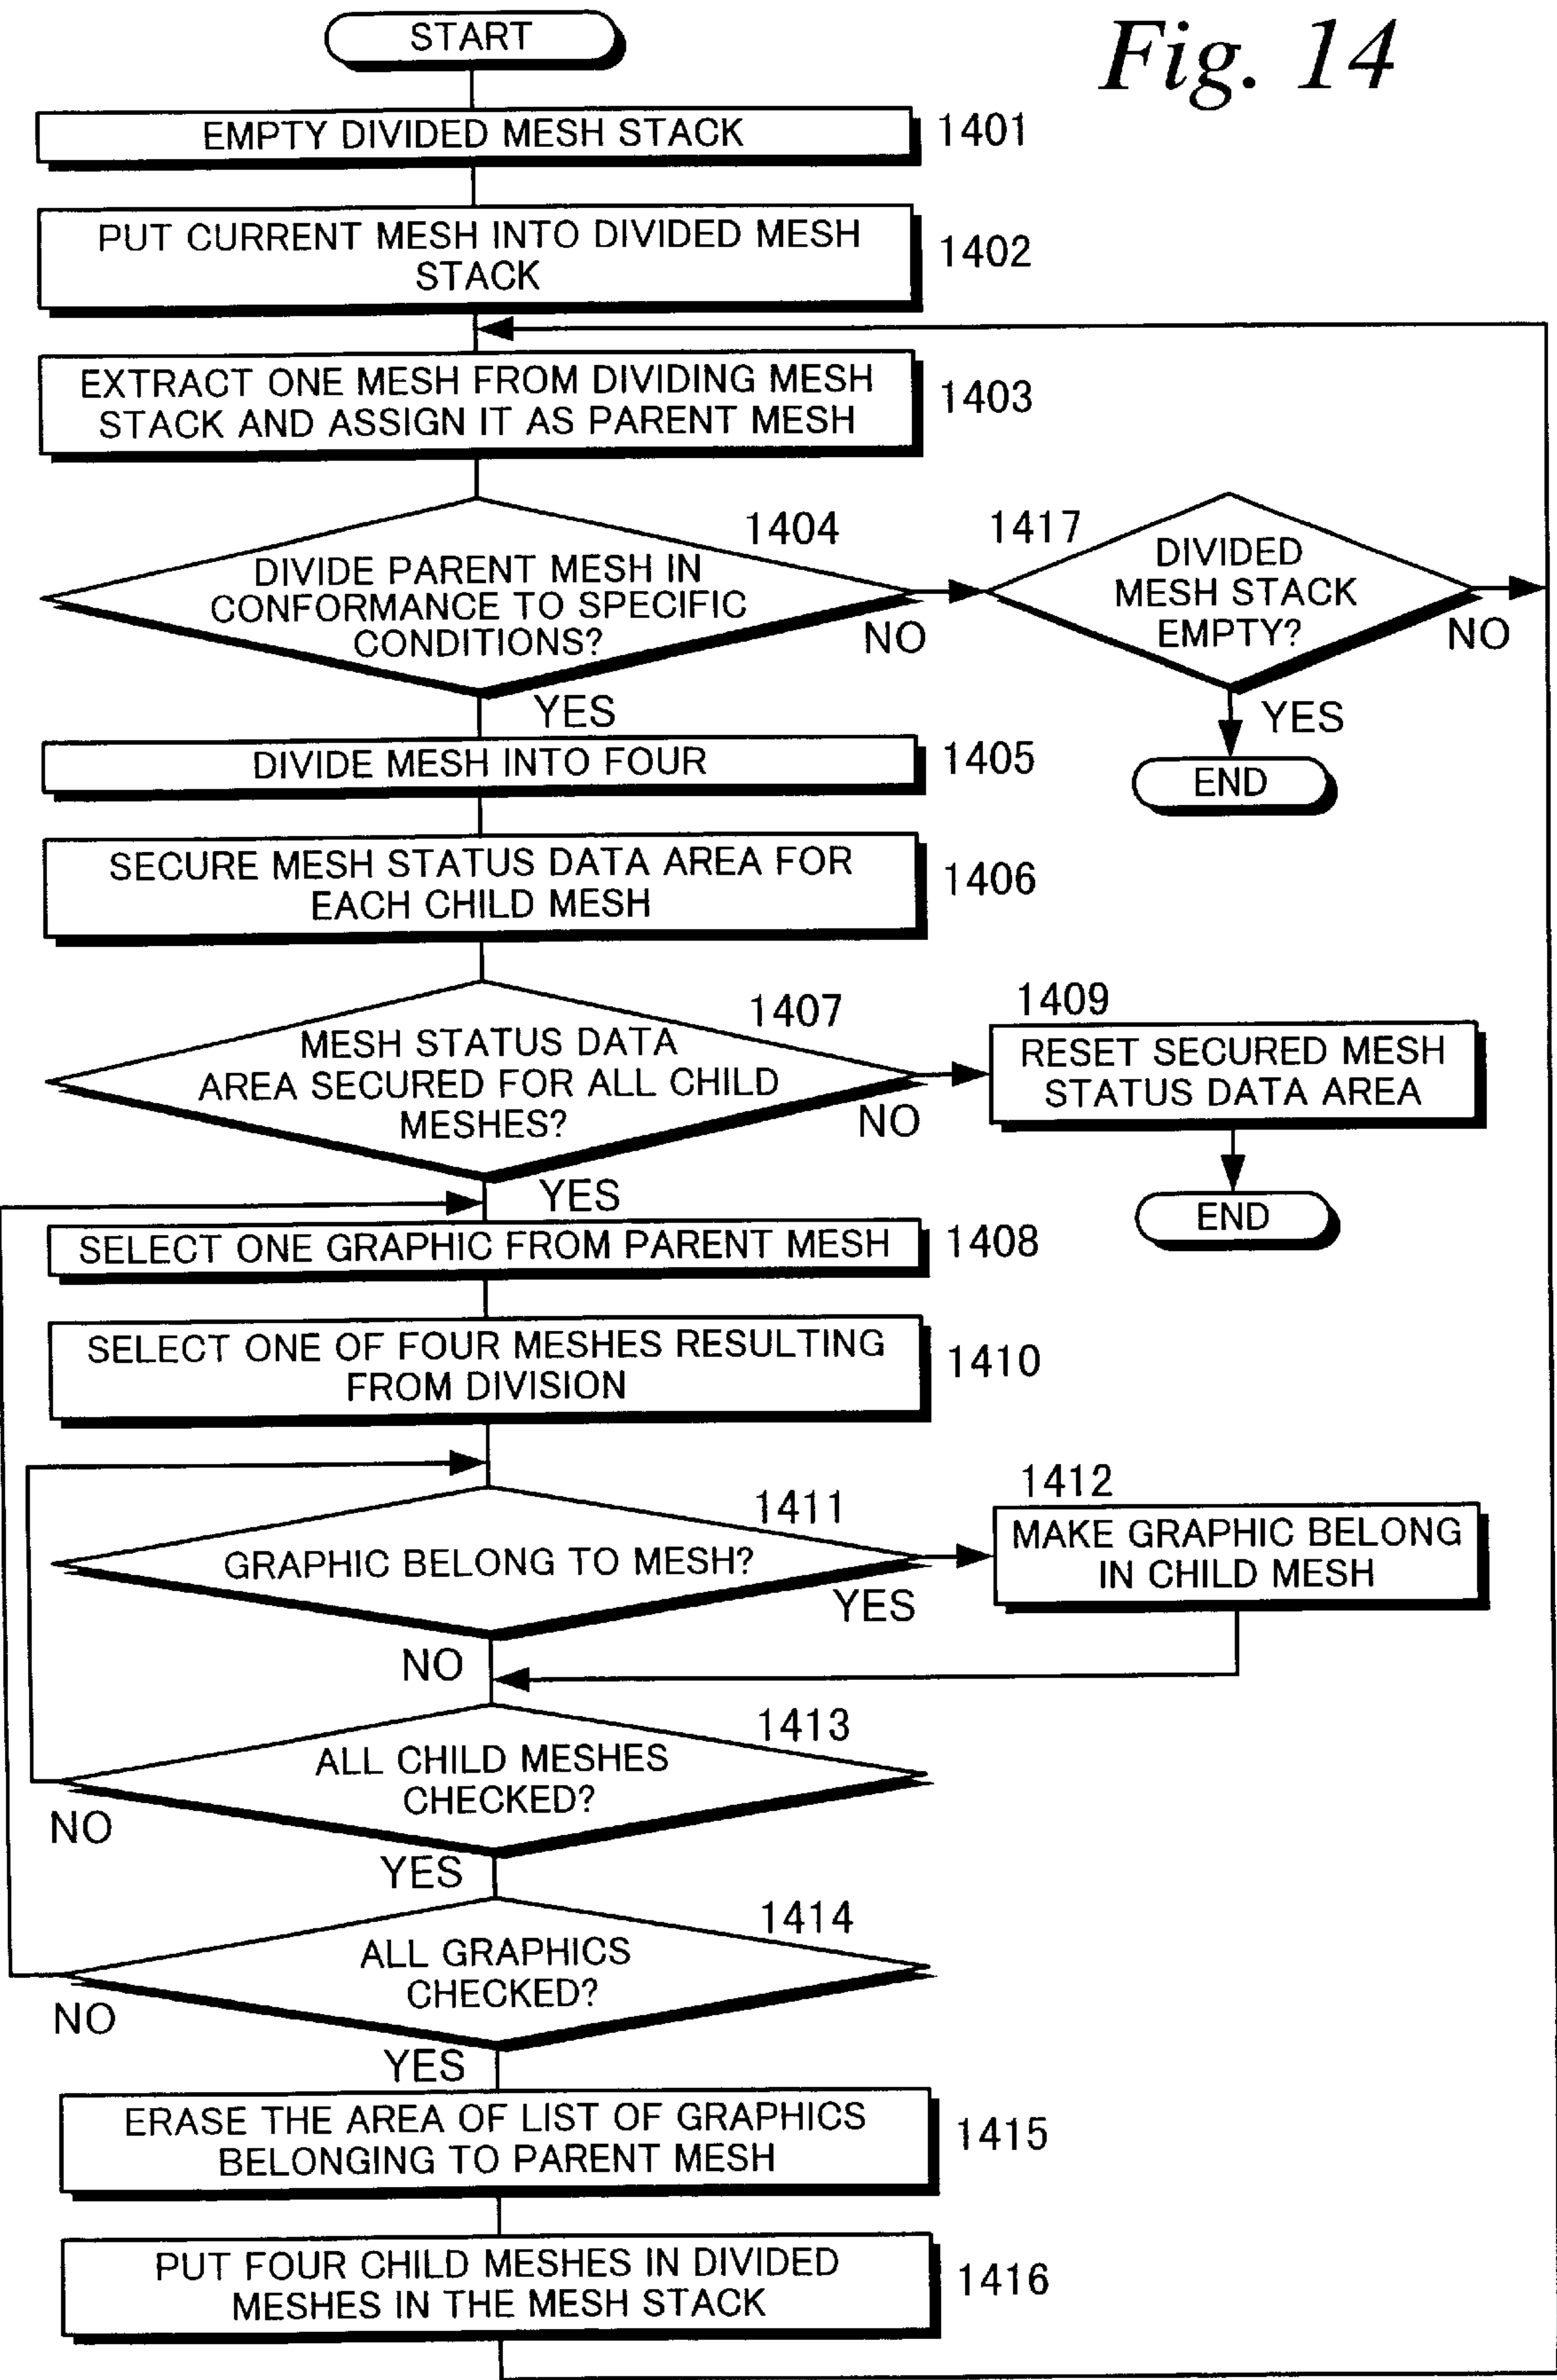 Fig. 14
START
EMPTY DIVIDED MESH STACK
1401
PUT CURRENT MESH INTO DIVIDED MESH
STACK
1402
EXTRACT ONE MESH FROM DIVIDING MESH
STACK AND ASSIGN IT AS PARENT MESH
1403
1404
DIVIDE PARENT MESH IN
CONFORMANCE TO SPECIFIC
CONDITIONS?
NO
YES
1417
DIVIDED
MESH STACK
EMPTY?
NO
YES
END
DIVIDE MESH INTO FOUR
1405
SECURE MESH STATUS DATA AREA FOR
EACH CHILD MESH
1406
1407
MESH STATUS DATA
AREA SECURED FOR ALL CHILD
MESHES?
NO
YES
1409
RESET SECURED MESH
STATUS DATA AREA
END
SELECT ONE GRAPHIC FROM PARENT MESH
1408
SELECT ONE OF FOUR MESHES RESULTING
FROM DIVISION
1410
1411
GRAPHIC BELONG TO MESH?
YES
NO
1412
MAKE GRAPHIC BELONG
IN CHILD MESH
1413
ALL CHILD MESHES
CHECKED?
NO
YES
1414
ALL GRAPHICS
CHECKED?
NO
YES
ERASE THE AREA OF LIST OF GRAPHICS
BELONGING TO PARENT MESH
1415
PUT FOUR CHILD MESHES IN DIVIDED
MESHES IN THE MESH STACK
1416